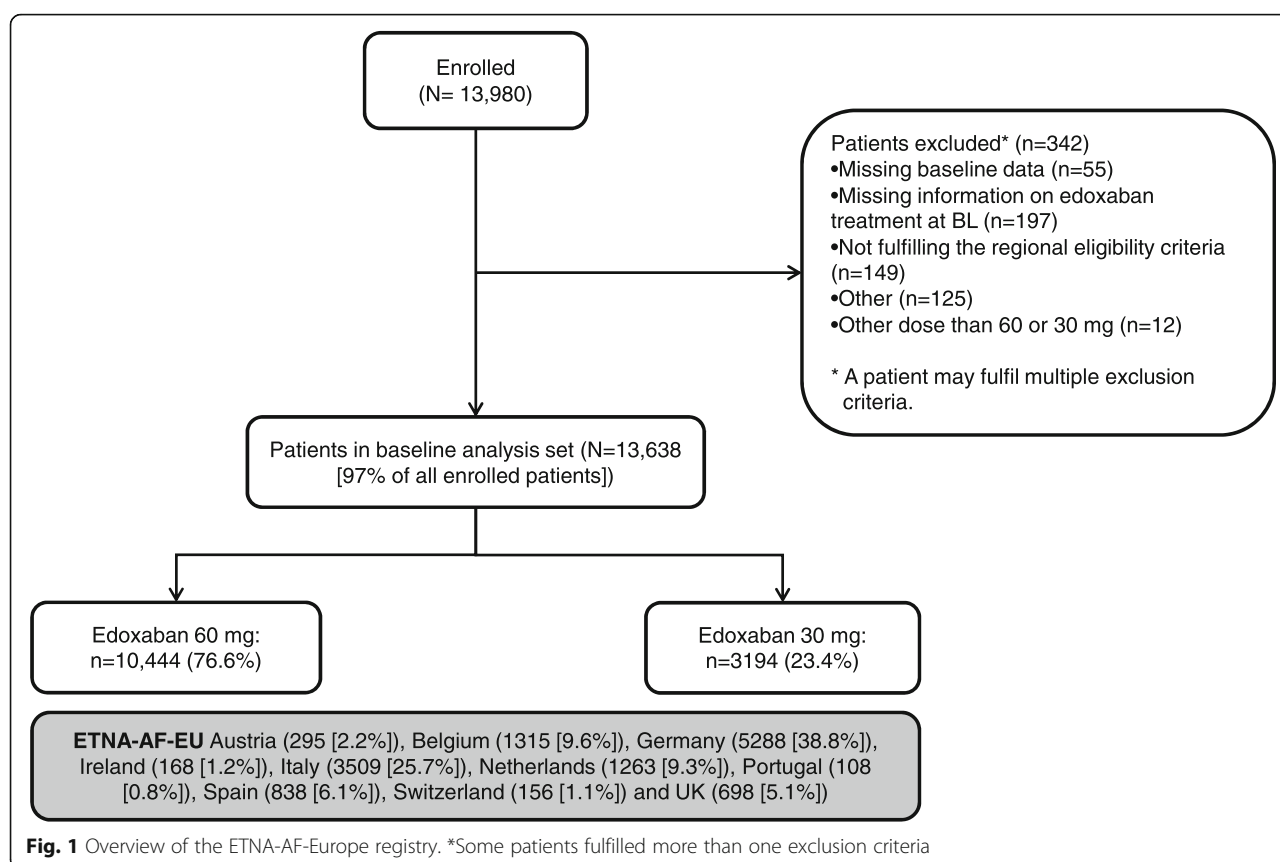 Enrolled
(N= 13,980)
Patients excluded* (n=342)
•Missing baseline data (n=55)
•Missing information on edoxaban
treatment at BL (n=197)
•Not fulfilling the regional eligibility criteria
(n=149)
•Other (n=125)
•Other dose than 60 or 30 mg (n=12)
* A patient may fulfil multiple exclusion
criteria.
Patients in baseline analysis set (N=13,638
[97% of all enrolled patients])
Edoxaban 60 mg:
n=10,444 (76.6%)
Edoxaban 30 mg:
n=3194 (23.4%)
ETNA-AF-EU Austria (295 [2.2%]), Belgium (1315 [9.6%]), Germany (5288 [38.8%]),
Ireland (168 [1.2%]), Italy (3509 [25.7%]), Netherlands (1263 [9.3%]), Portugal (108
[0.8%]), Spain (838 [6.1%]), Switzerland (156 [1.1%]) and UK (698 [5.1%])
Fig. 1 Overview of the ETNA-AF-Europe registry. *Some patients fulfilled more than one exclusion criteria